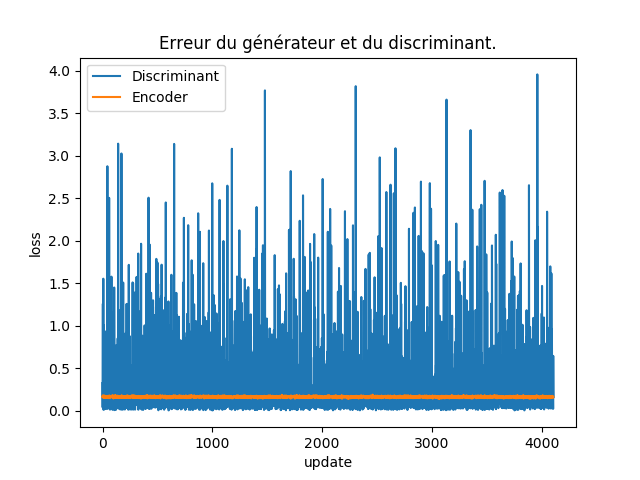 Erreur du générateur et du discriminant.
Discriminant
Encoder
4.0
3.5
3.0
2.5
2.0
1.5
1.0
0.5
0.0
loss
0 1000 2000 3000 4000
update